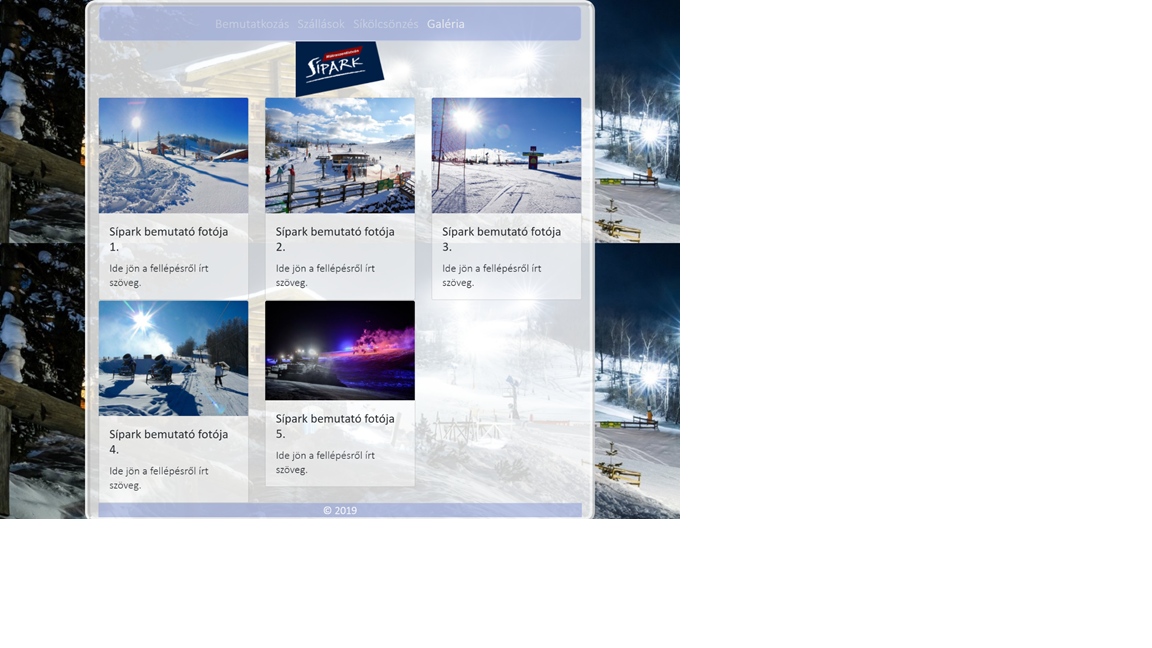 Bemutatkozás Szállások Síkölcsönzés Galéria
SÍPARK
Sípark bemutató fotója
1.
Ide jön a fellépésről írt
szöveg.
Sípark bemutató fotója
2.
Ide jön a fellépésről írt
szöveg.
Sípark bemutató fotója
3.
Ide jön a fellépésről írt
szöveg.
Sípark bemutató fotója
4.
Ide jön a fellépésről írt
szöveg.
Sípark bemutató fotója
5.
Ide jön a fellépésről írt
szöveg.
© 2019